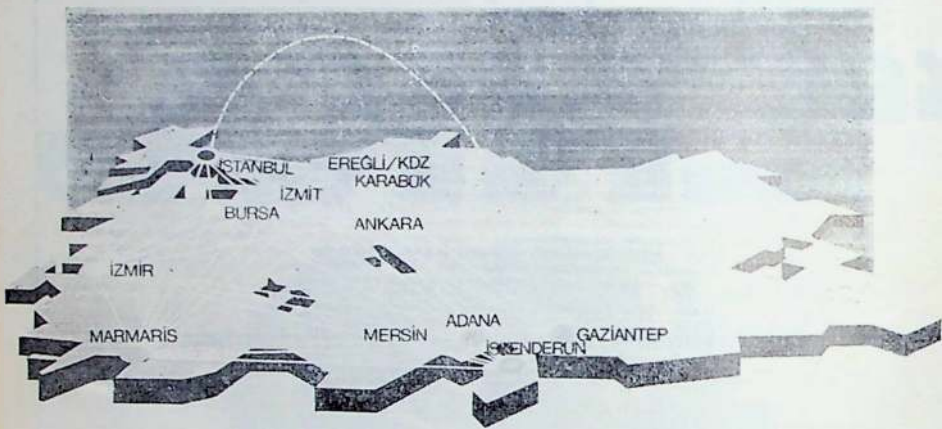 İSTANBUL
EREĞLİ/KDZ
KARABÜK
İZMİT
BURSA
ANKARA
İZMİR
ADANA
MARMARİS
MERSİN
GAZİANTEP
İSKENDERUN